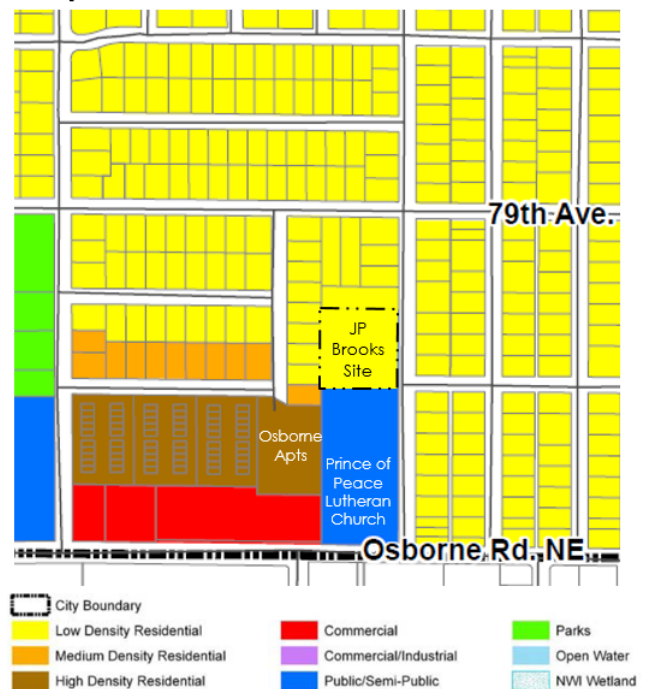 79th Ave.
JP
Brooks
Site
Osborne
Apts
Prince of
Peace
Lutheran
Church
Osborne Rd. NE
City Boundary
Low Density Residential
Medium Density Residential
High Density Residential
Commercial
Commercial/Industrial
Public/Semi-Public
Parks
Open Water
NWI Wetland